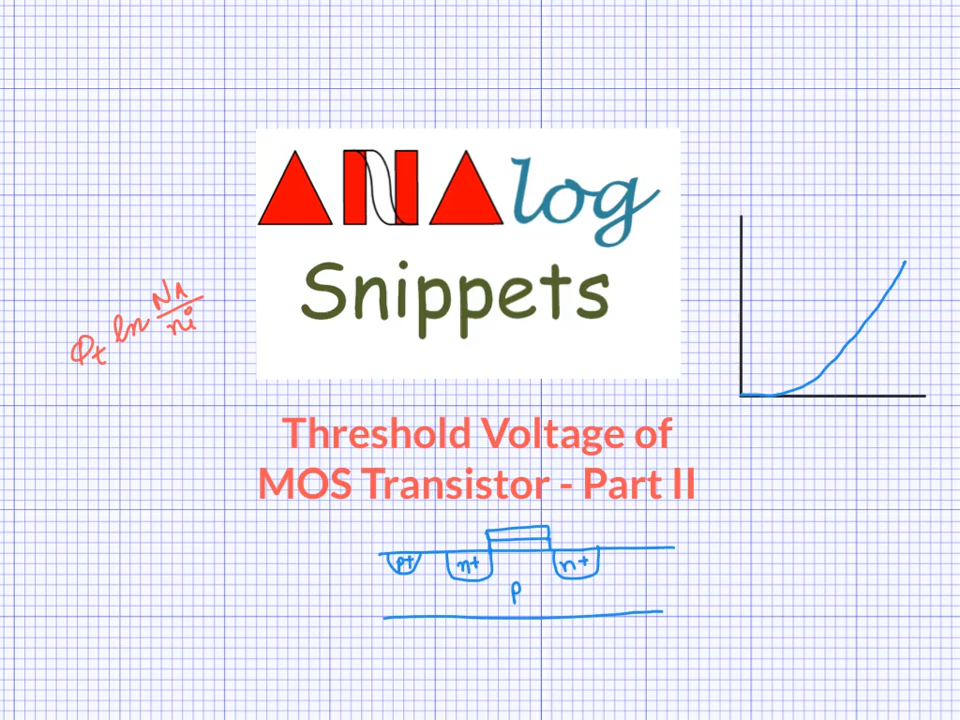 ANAlog
Snippets
Φt ln NA/ni
Threshold Voltage of
MOS Transistor - Part II
p+ n+ n+
p